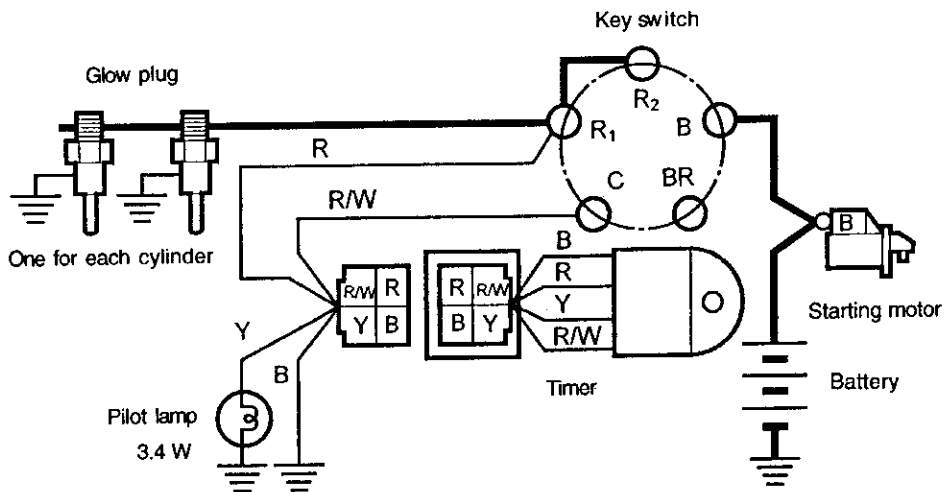 Key switch
Glow plug
R₂
R₁
B
R
C
BR
R/W
One for each cylinder
B
B
R/W R
R R/W
R
Y
Y B
B Y
Y
R/W
Starting motor
B
Timer
Battery
Pilot lamp
3.4 W